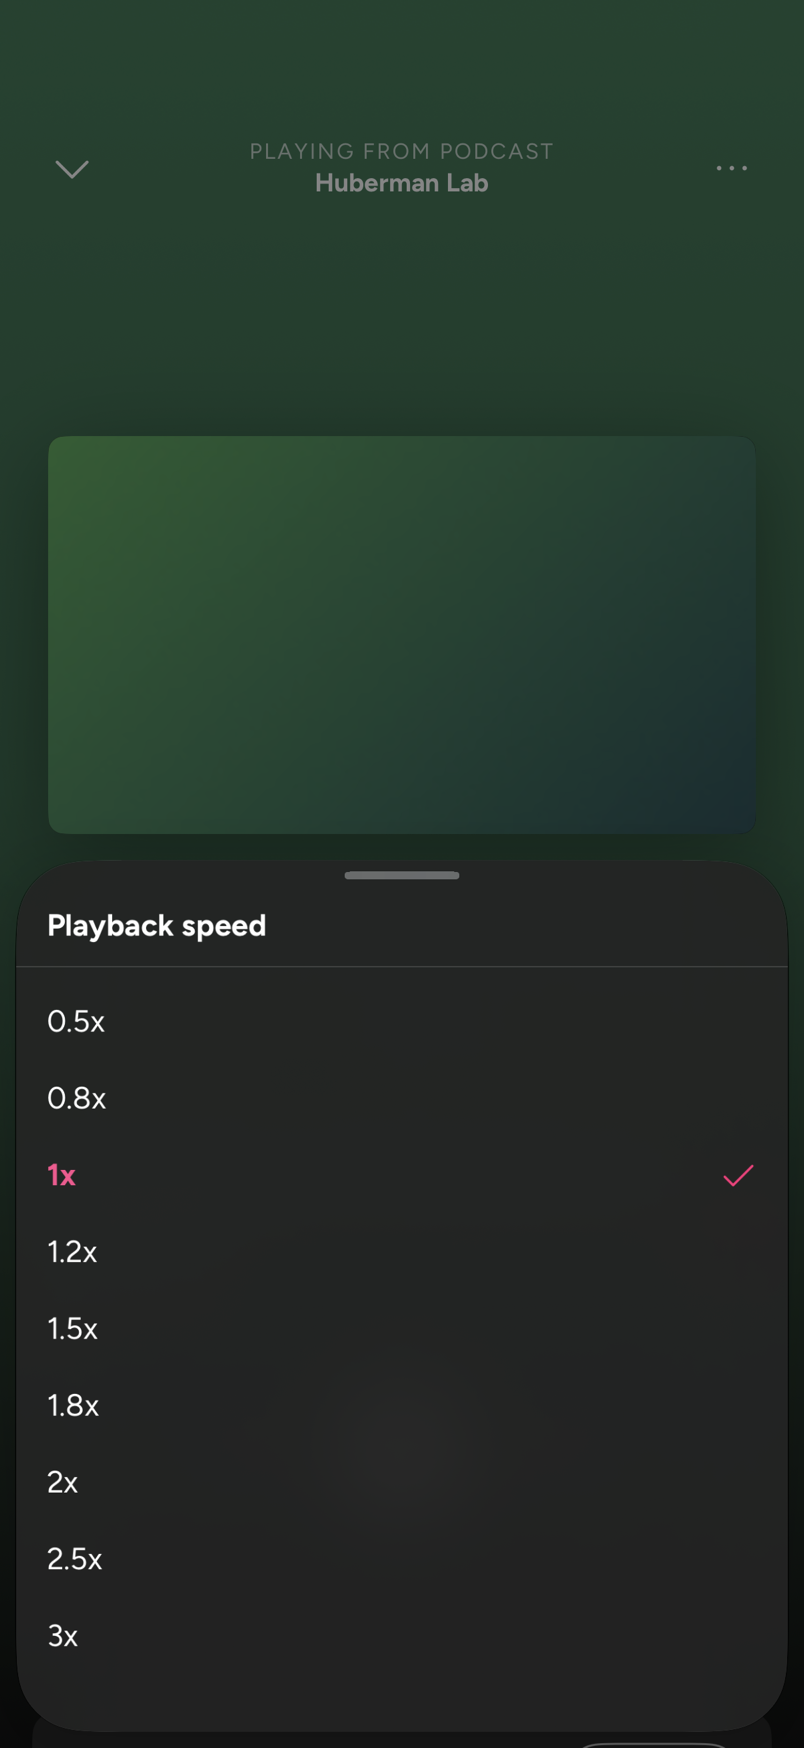 PLAYING FROM PODCAST
Huberman Lab
Playback speed
0.5x
0.8x
1x
1.2x
1.5x
1.8x
2x
2.5x
3x